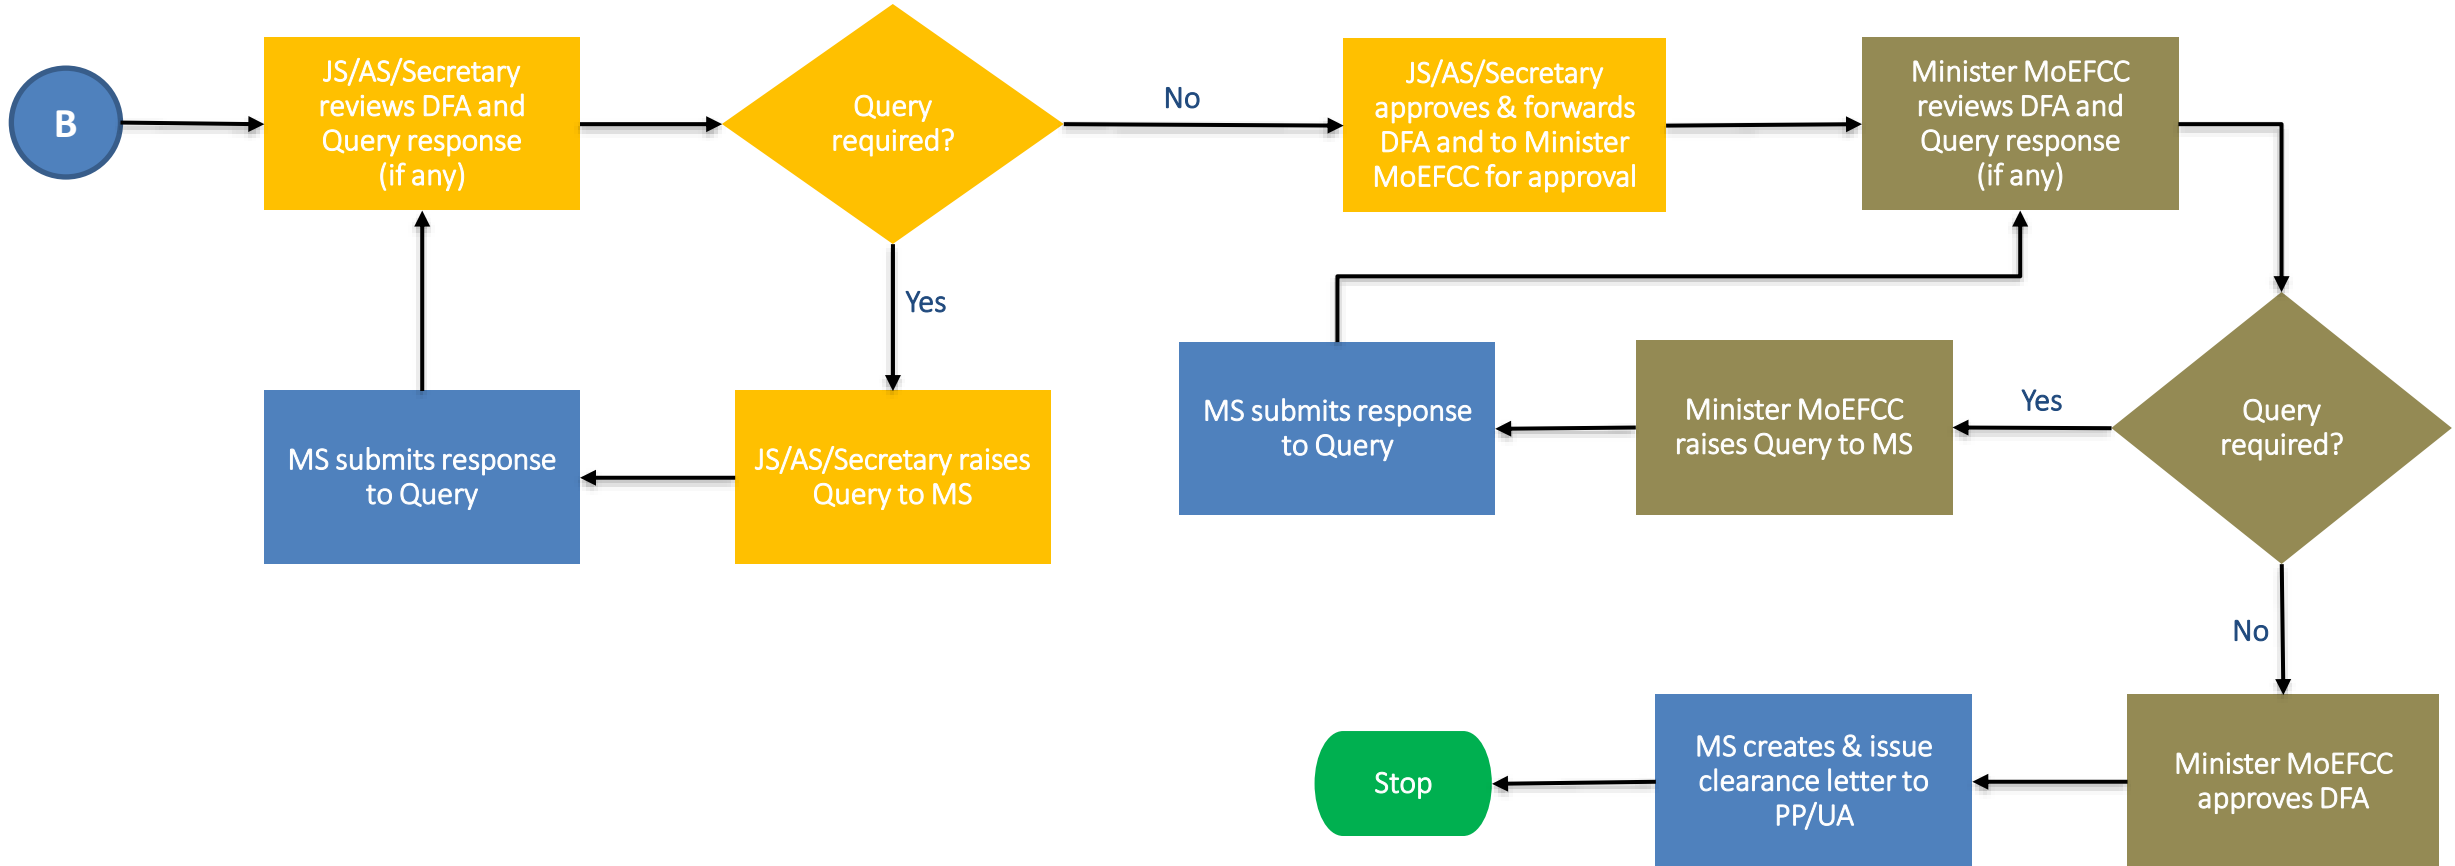 B
JS/AS/Secretary
reviews DFA and
Query response
(if any)
Query
required?
No
JS/AS/Secretary
approves & forwards
DFA and to Minister
MoEFCC for approval
Minister MoEFCC
reviews DFA and
Query response
(if any)
Yes
MS submits response
to Query
JS/AS/Secretary raises
Query to MS
MS submits response
to Query
Minister MoEFCC
raises Query to MS
Yes
Query
required?
No
Stop
MS creates & issue
clearance letter to
PP/UA
Minister MoEFCC
approves DFA